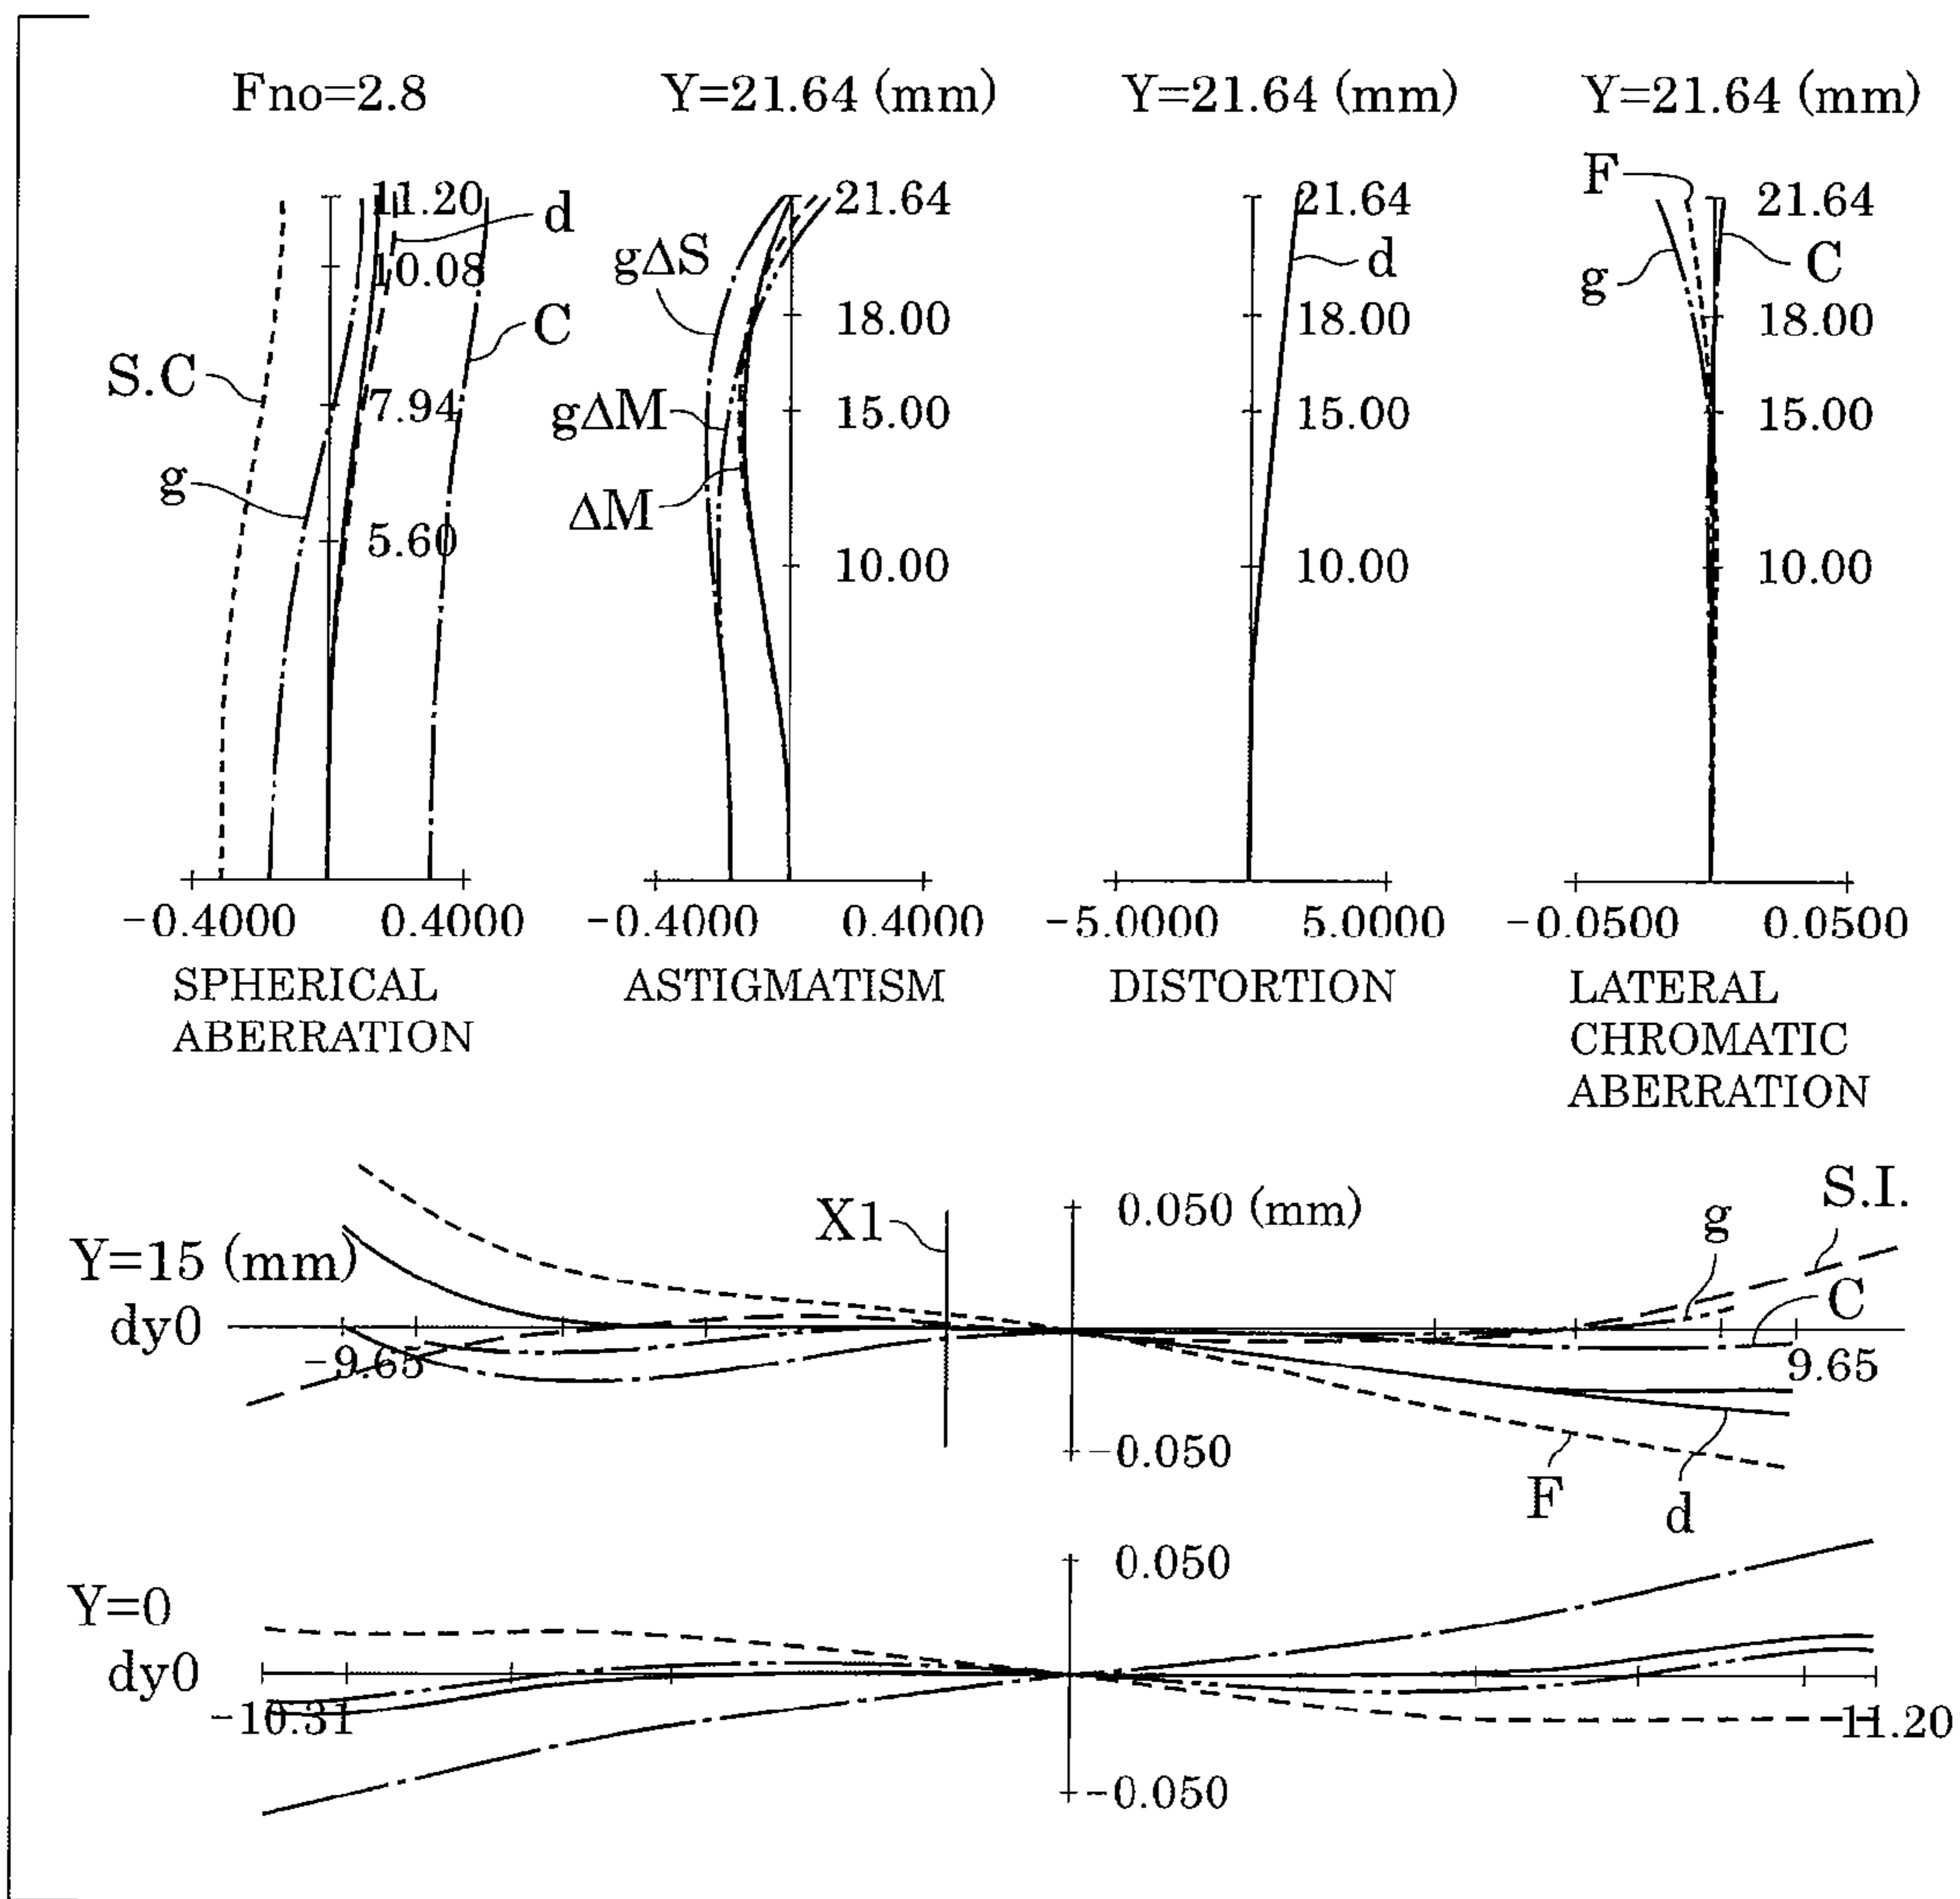 Fno=2.8
11.20
d
10.08
C
S.C
7.94
g
5.60
-0.4000 0.4000
SPHERICAL
ABERRATION
Y=21.64 (mm)
21.64
gΔS
18.00
gΔM
15.00
ΔM
10.00
-0.4000 0.4000
ASTIGMATISM
Y=21.64 (mm)
21.64
d
18.00
15.00
10.00
-5.0000 5.0000
DISTORTION
Y=21.64 (mm)
F
21.64
g
C
18.00
15.00
10.00
-0.0500 0.0500
LATERAL
CHROMATIC
ABERRATION
X1
0.050 (mm)
g
S.I.
Y=15 (mm)
C
dy0
-9.65
9.65
-0.050
F
d
0.050
Y=0
dy0
-10.31
11.20
-0.050